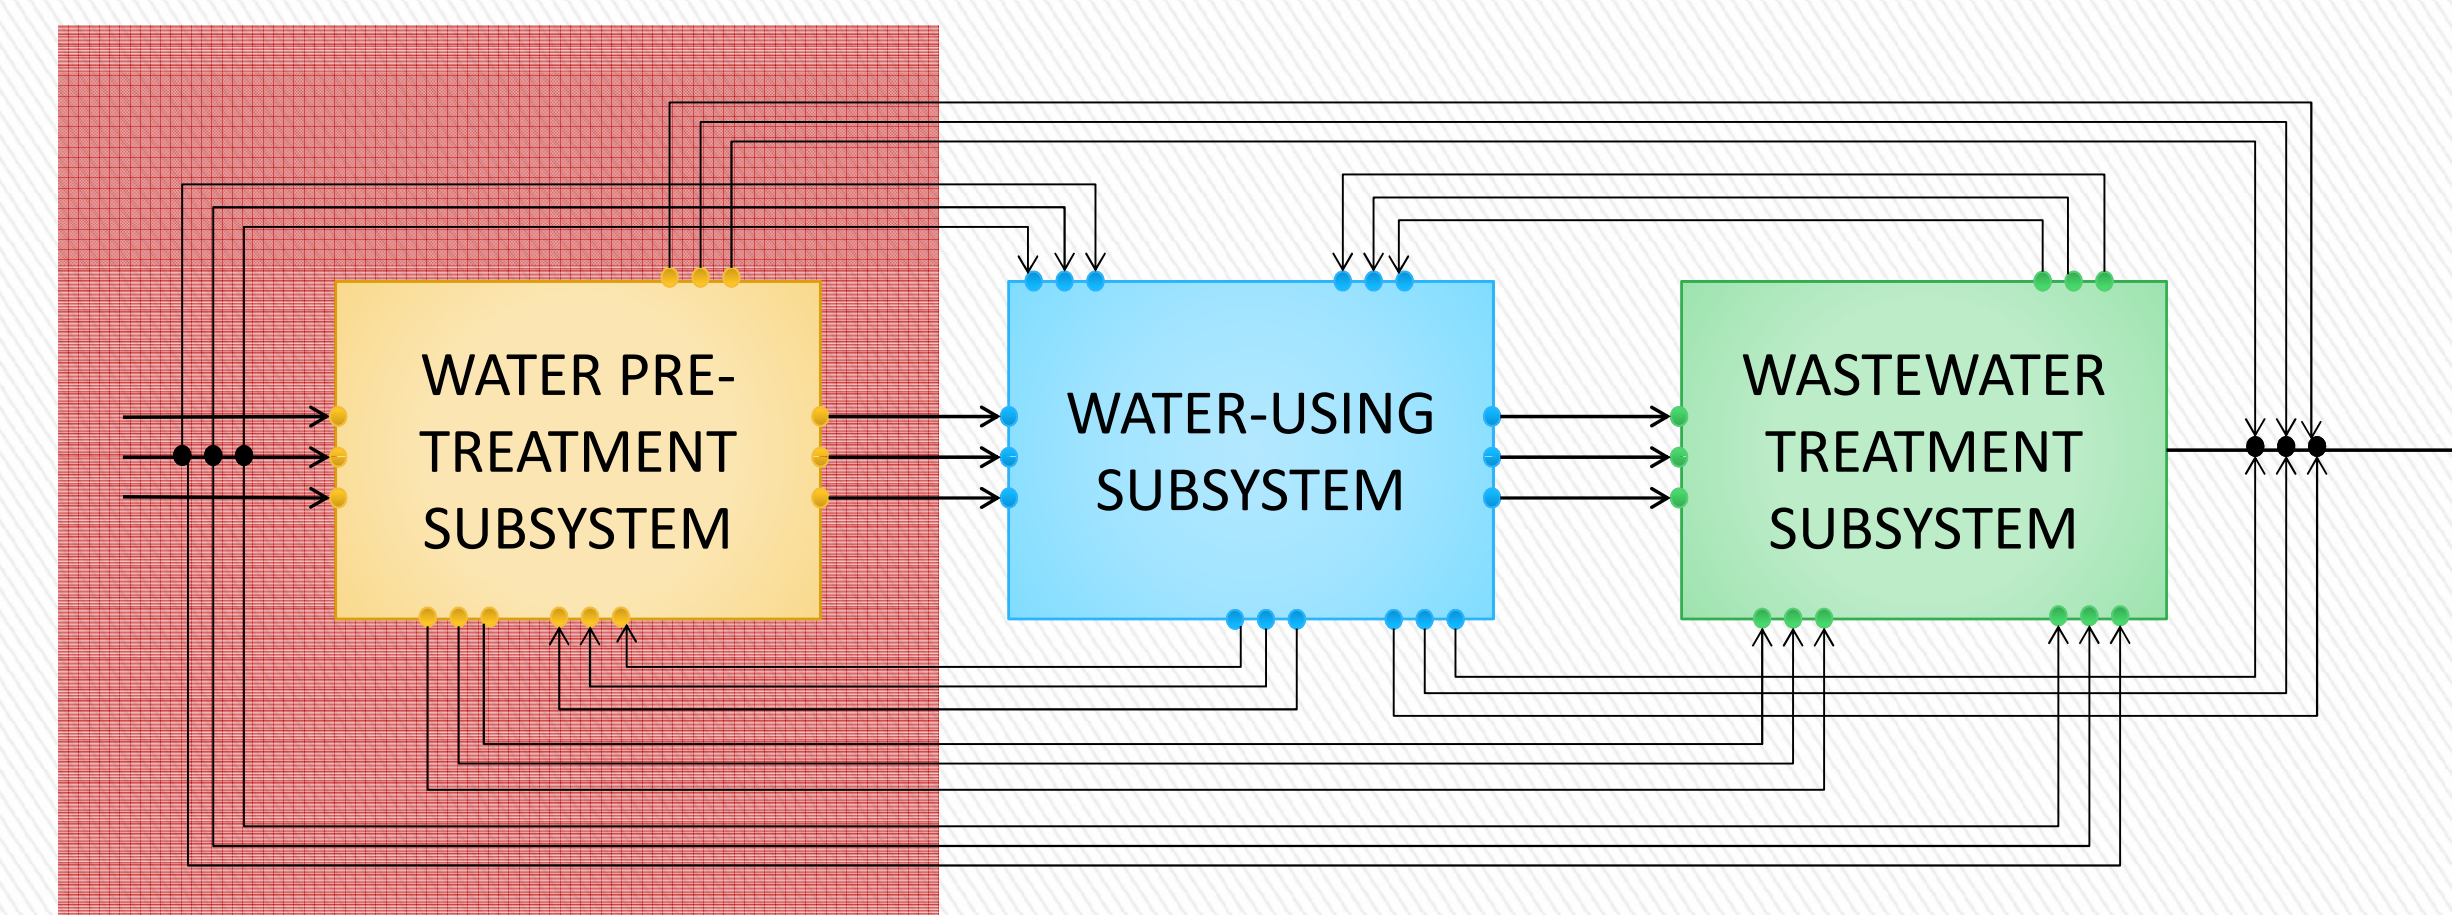 WATER PRE-
TREATMENT
SUBSYSTEM
WATER-USING
SUBSYSTEM
WASTEWATER
TREATMENT
SUBSYSTEM